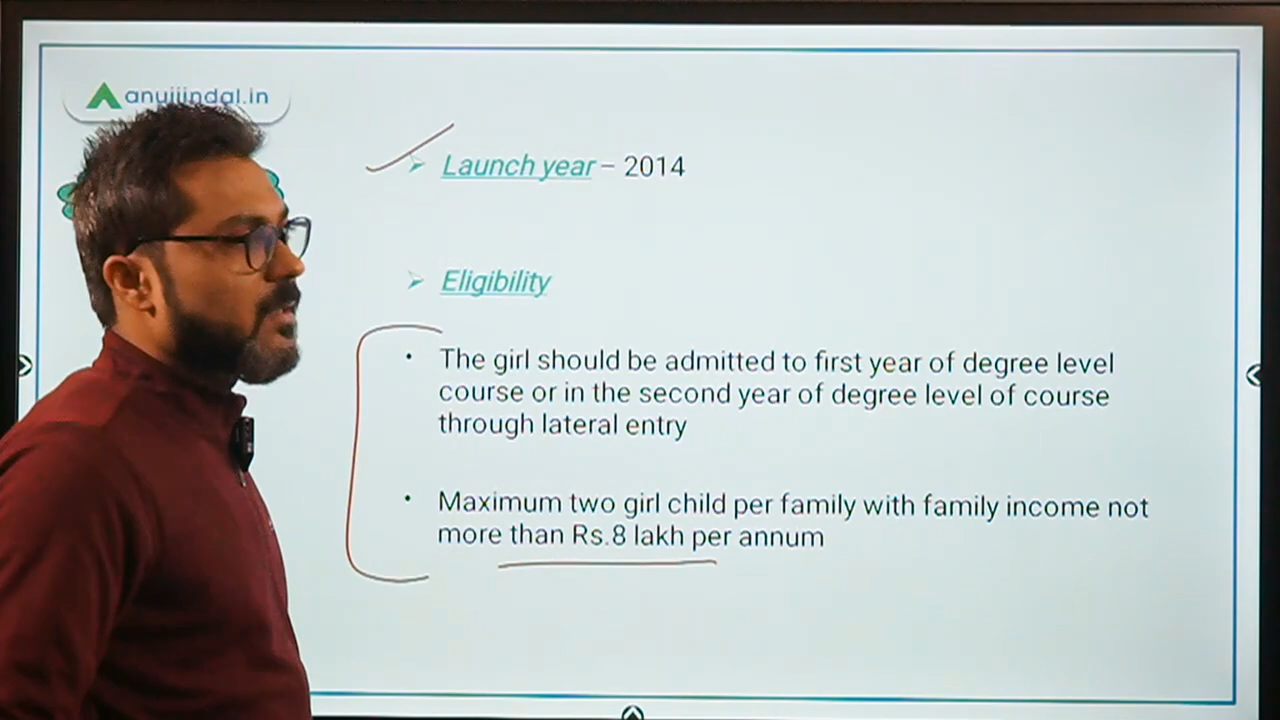 anujjindal.in
Launch year – 2014
Eligibility
The girl should be admitted to first year of degree level
course or in the second year of degree level of course
through lateral entry
Maximum two girl child per family with family income not
more than Rs.8 lakh per annum